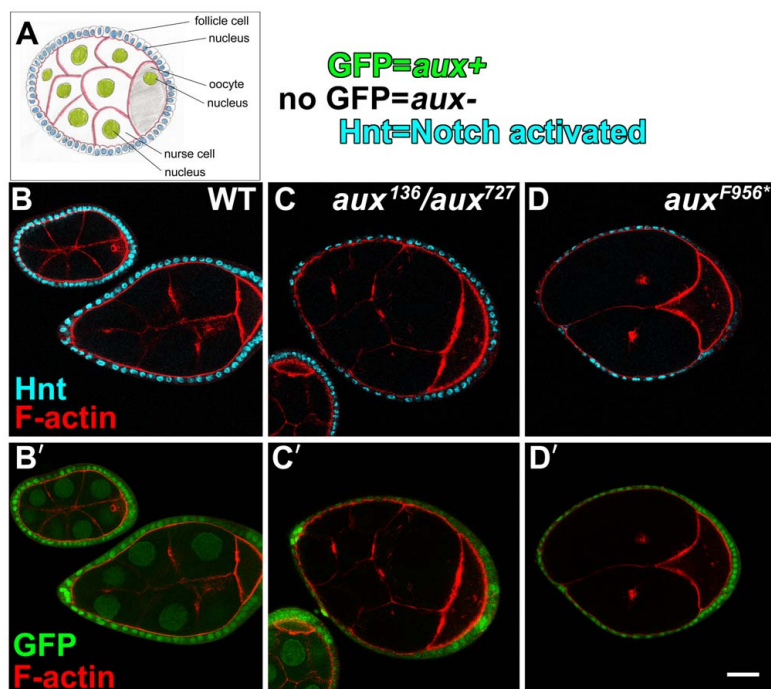 A
follicle cell
nucleus
oocyte
nucleus
nurse cell
nucleus
GFP=aux+
no GFP=aux-
Hnt=Notch activated
B WT
C aux136/aux727
D auxF956*
Hnt
F-actin
B′
C′
D′
GFP
F-actin